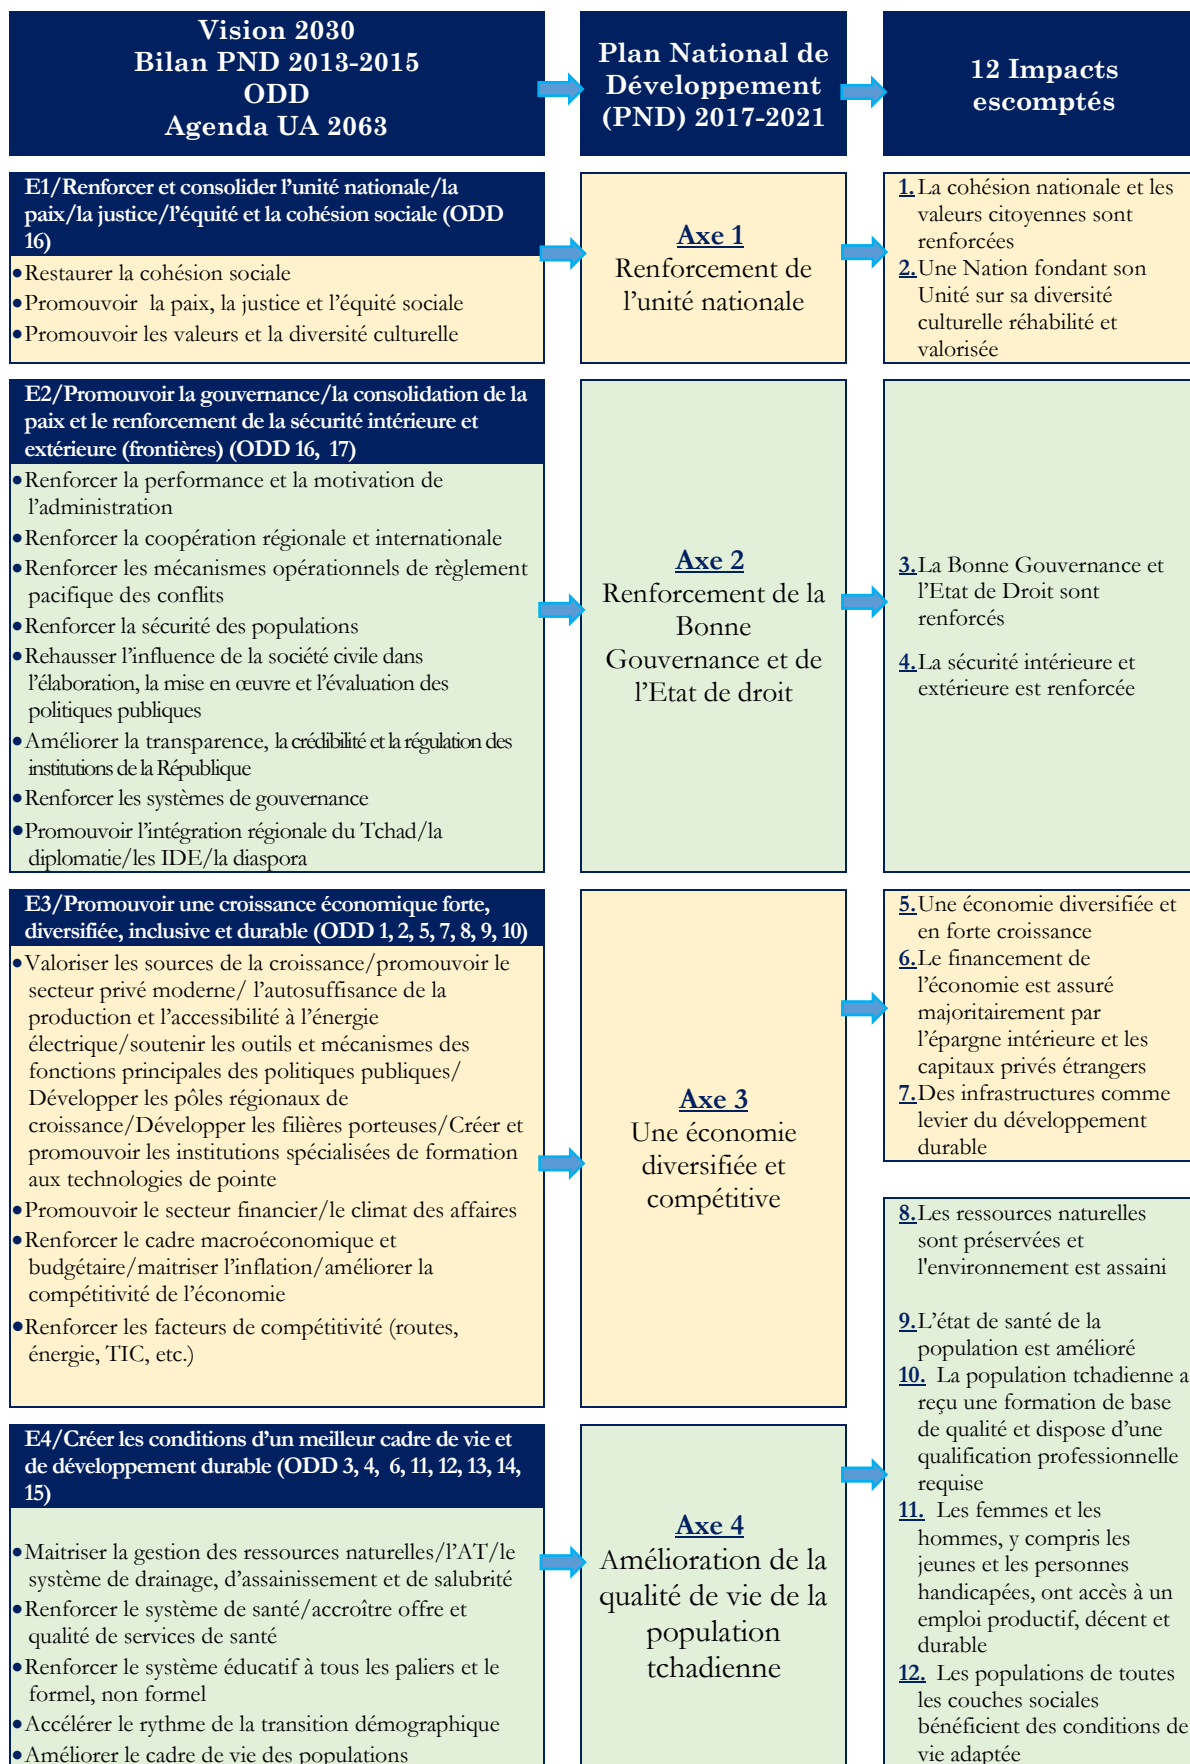 Vision 2030
Bilan PND 2013-2015
ODD
Agenda UA 2063
Plan National de
Développement
(PND) 2017-2021
12 Impacts
escomptés
E1/Renforcer et consolider l’unité nationale/la
paix/la justice/l’équité et la cohésion sociale (ODD
16)
•Restaurer la cohésion sociale
•Promouvoir la paix, la justice et l’équité sociale
•Promouvoir les valeurs et la diversité culturelle
Axe 1
Renforcement de
l’unité nationale
1.La cohésion nationale et les
valeurs citoyennes sont
renforcées
2.Une Nation fondant son
Unité sur sa diversité
culturelle réhabilité et
valorisée
E2/Promouvoir la gouvernance/la consolidation de la
paix et le renforcement de la sécurité intérieure et
extérieure (frontières) (ODD 16, 17)
•Renforcer la performance et la motivation de
l’administration
•Renforcer la coopération régionale et internationale
•Renforcer les mécanismes opérationnels de règlement
pacifique des conflits
•Renforcer la sécurité des populations
•Rehausser l’influence de la société civile dans
l’élaboration, la mise en œuvre et l’évaluation des
politiques publiques
•Améliorer la transparence, la crédibilité et la régulation des
institutions de la République
•Renforcer les systèmes de gouvernance
•Promouvoir l’intégration régionale du Tchad/la
diplomatie/les IDE/la diaspora
Axe 2
Renforcement de la
Bonne
Gouvernance et de
l’Etat de droit
3.La Bonne Gouvernance et
l’Etat de Droit sont
renforcés
4.La sécurité intérieure et
extérieure est renforcée
E3/Promouvoir une croissance économique forte,
diversifiée, inclusive et durable (ODD 1, 2, 5, 7, 8, 9, 10)
•Valoriser les sources de la croissance/promouvoir le
secteur privé moderne/ l’autosuffisance de la
production et l’accessibilité à l’énergie
électrique/soutenir les outils et mécanismes des
fonctions principales des politiques publiques/
Développer les pôles régionaux de
croissance/Développer les filières porteuses/Créer et
promouvoir les institutions spécialisées de formation
aux technologies de pointe
•Promouvoir le secteur financier/le climat des affaires
•Renforcer le cadre macroéconomique et
budgétaire/maitriser l’inflation/améliorer la
compétitivité de l’économie
•Renforcer les facteurs de compétitivité (routes,
énergie, TIC, etc.)
Axe 3
Une économie
diversifiée et
compétitive
5.Une économie diversifiée et
en forte croissance
6.Le financement de
l’économie est assuré
majoritairement par
l’épargne intérieure et les
capitaux privés étrangers
7.Des infrastructures comme
levier du développement
durable
E4/Créer les conditions d’un meilleur cadre de vie et
de développement durable (ODD 3, 4, 6, 11, 12, 13, 14,
15)
•Maitriser la gestion des ressources naturelles/l’AT/le
système de drainage, d’assainissement et de salubrité
•Renforcer le système de santé/accroître offre et
qualité de services de santé
•Renforcer le système éducatif à tous les paliers et le
formel, non formel
•Accélérer le rythme de la transition démographique
•Améliorer le cadre de vie des populations
Axe 4
Amélioration de la
qualité de vie de la
population
tchadienne
8.Les ressources naturelles
sont préservées et
l'environnement est assaini
9.L’état de santé de la
population est amélioré
10. La population tchadienne a
reçu une formation de base
de qualité et dispose d’une
qualification professionnelle
requise
11. Les femmes et les
hommes, y compris les
jeunes et les personnes
handicapées, ont accès à un
emploi productif, décent et
durable
12. Les populations de toutes
les couches sociales
bénéficient des conditions de
vie adaptée